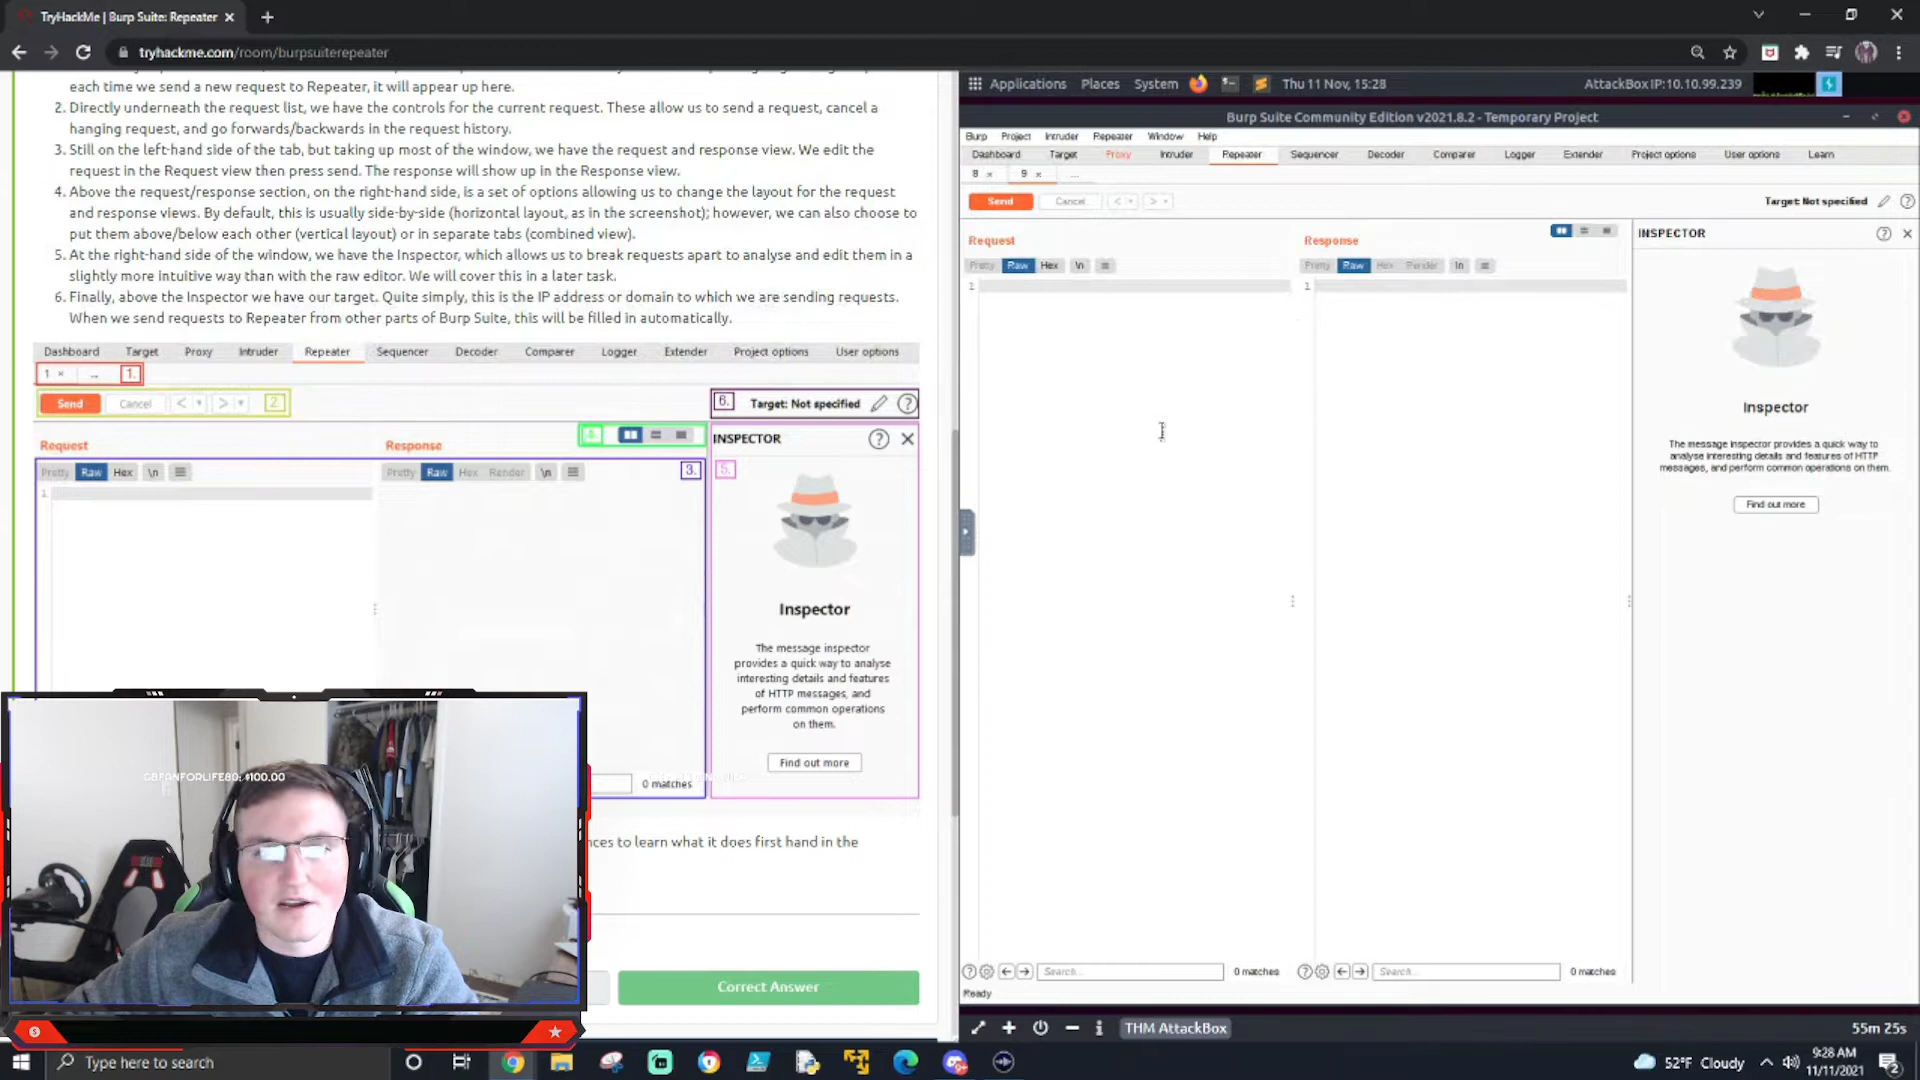 TryHackMe | Burp Suite: Repeater
tryhackme.com/room/burpsuiterepeater
each time we send a new request to Repeater, it will appear up here.
2. Directly underneath the request list, we have the controls for the current request. These allow us to send a request, cancel a
hanging request, and go forwards/backwards in the request history.
3. Still on the left-hand side of the tab, but taking up most of the window, we have the request and response view. We edit the
request in the Request view then press send. The response will show up in the Response view.
4. Above the request/response section, on the right-hand side, is a set of options allowing us to change the layout for the request
and response views. By default, this is usually side-by-side (horizontal layout, as in the screenshot); however, we can also choose to
put them above/below each other (vertical layout) or in separate tabs (combined view).
5. At the right-hand side of the window, we have the Inspector, which allows us to break requests apart to analyse and edit them in a
slightly more intuitive way than with the raw editor. We will cover this in a later task.
6. Finally, above the Inspector we have our target. Quite simply, this is the IP address or domain to which we are sending requests.
When we send requests to Repeater from other parts of Burp Suite, this will be filled in automatically.
Dashboard Target Proxy Intruder Repeater Sequencer Decoder Comparer Logger Extender Project options User options
1 × ... 1.
Send Cancel < > 2. 6. Target: Not specified ?
Request Response INSPECTOR ? ×
Pretty Raw Hex \n Pretty Raw Hex Render \n 3. 5.
1
Inspector
The message inspector
provides a quick way to analyse
interesting details and features
of HTTP messages, and
perform common operations
on them.
Find out more
0 matches
nces to learn what it does first hand in the
Correct Answer
GBFANFORLIFE80: $100.00
Applications Places System Thu 11 Nov, 15:28 AttackBox IP:10.10.99.239
Burp Suite Community Edition v2021.8.2 - Temporary Project
Burp Project Intruder Repeater Window Help
Dashboard Target Proxy Intruder Repeater Sequencer Decoder Comparer Logger Extender Project options User options Learn
8 × 9 × ...
Send Cancel < > Target: Not specified ?
Request Response INSPECTOR ? ×
Pretty Raw Hex \n Pretty Raw Hex Render \n
1 1
Inspector
The message inspector provides a quick way to
analyse interesting details and features of HTTP
messages, and perform common operations on them.
Find out more
? Search... 0 matches ? Search... 0 matches
Ready
THM AttackBox 55m 25s
Type here to search 52°F Cloudy 9:28 AM
11/11/2021
2